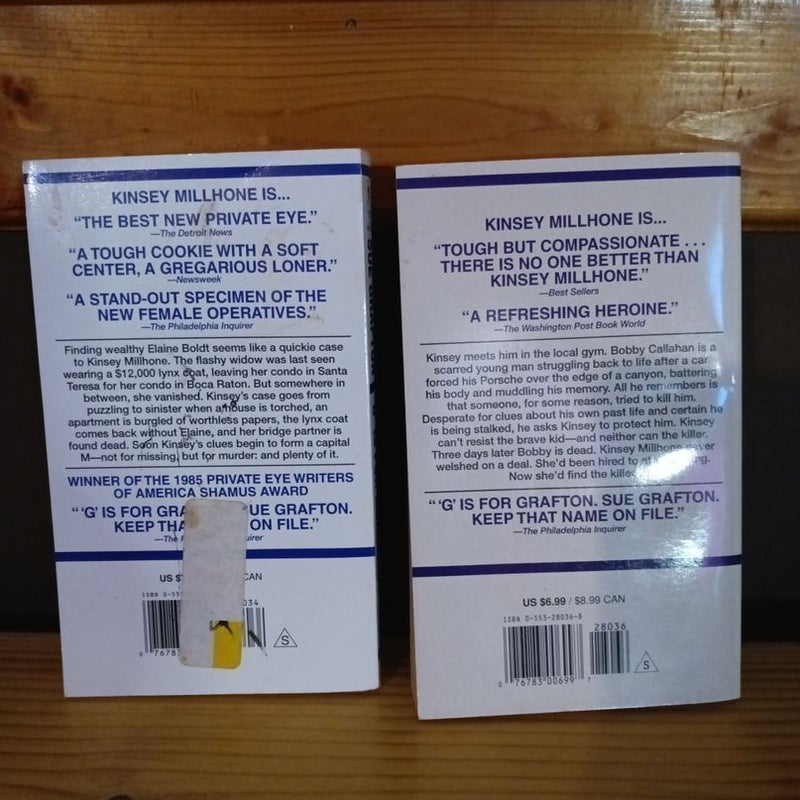 KINSEY MILLHONE IS...
“THE BEST NEW PRIVATE EYE.”
—The Detroit News
“A TOUGH COOKIE WITH A SOFT
CENTER, A GREGARIOUS LONER.”
—Newsweek
“A STAND-OUT SPECIMEN OF THE
NEW FEMALE OPERATIVES.”
—The Philadelphia Inquirer
Finding wealthy Elaine Boldt seems like a quickie case
to Kinsey Millhone. The flashy widow was last seen
wearing a $12,000 lynx coat, leaving her condo in Santa
Teresa for her condo in Boca Raton. But somewhere in
between, she vanished. Kinsey's case goes from
puzzling to sinister when a house is torched, an
apartment is burgled of worthless papers, the lynx coat
comes back without Elaine, and her bridge partner is
found dead. Soon Kinsey's clues begin to form a capital
M—not for missing, but for murder: and plenty of it.
WINNER OF THE 1985 PRIVATE EYE WRITERS
OF AMERICA SHAMUS AWARD
“‘G’ IS FOR GRAFTON.
KEEP ON FILE.”
—The
US CAN
ISBN
S
KINSEY MILLHONE IS...
“TOUGH BUT COMPASSIONATE . . .
THERE IS NO ONE BETTER THAN
KINSEY MILLHONE.”
—Best Sellers
“A REFRESHING HEROINE.”
—The Washington Post Book World
Kinsey meets him in the local gym. Bobby Callahan is a
scarred young man struggling back to life after a car
forced his Porsche over the edge of a canyon, battering
his body and muddling his memory. All he remembers is
that someone, for some reason, tried to kill him.
Desperate for clues about his own past life and certain he
is being stalked, he asks Kinsey to protect him. Kinsey
can't resist the brave kid—and neither can the killer.
Three days later Bobby is dead. Kinsey Millhone never
welshed on a deal. She'd been hired to
Now she'd find the
“‘G’ IS FOR GRAFTON. SUE GRAFTON.
KEEP THAT NAME ON FILE.”
—The Philadelphia Inquirer
US $6.99 / $8.99 CAN
ISBN 0-553-28036-8
28036
0 76783 00699 1
S